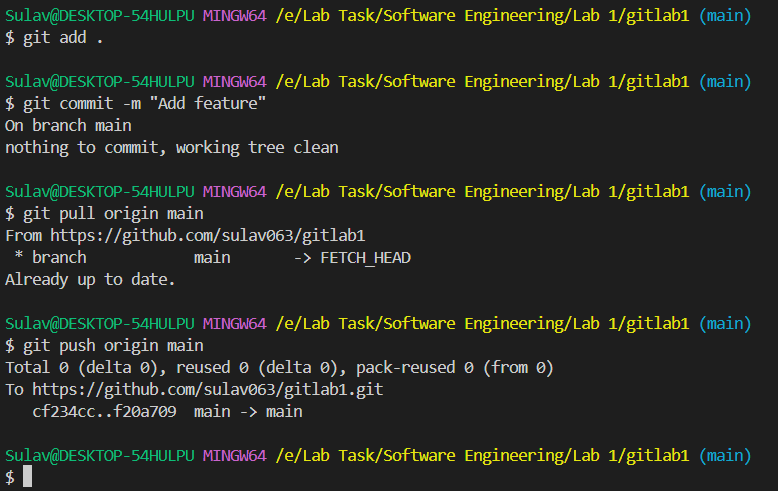 Sulav@DESKTOP-54HULPU MINGW64 /e/Lab Task/Software Engineering/Lab 1/gitlab1 (main)
$ git add .
Sulav@DESKTOP-54HULPU MINGW64 /e/Lab Task/Software Engineering/Lab 1/gitlab1 (main)
$ git commit -m "Add feature"
On branch main
nothing to commit, working tree clean
Sulav@DESKTOP-54HULPU MINGW64 /e/Lab Task/Software Engineering/Lab 1/gitlab1 (main)
$ git pull origin main
From https://github.com/sulav063/gitlab1
 * branch            main       -> FETCH_HEAD
Already up to date.
Sulav@DESKTOP-54HULPU MINGW64 /e/Lab Task/Software Engineering/Lab 1/gitlab1 (main)
$ git push origin main
Total 0 (delta 0), reused 0 (delta 0), pack-reused 0 (from 0)
To https://github.com/sulav063/gitlab1.git
   cf234cc..f20a709  main -> main
Sulav@DESKTOP-54HULPU MINGW64 /e/Lab Task/Software Engineering/Lab 1/gitlab1 (main)
$